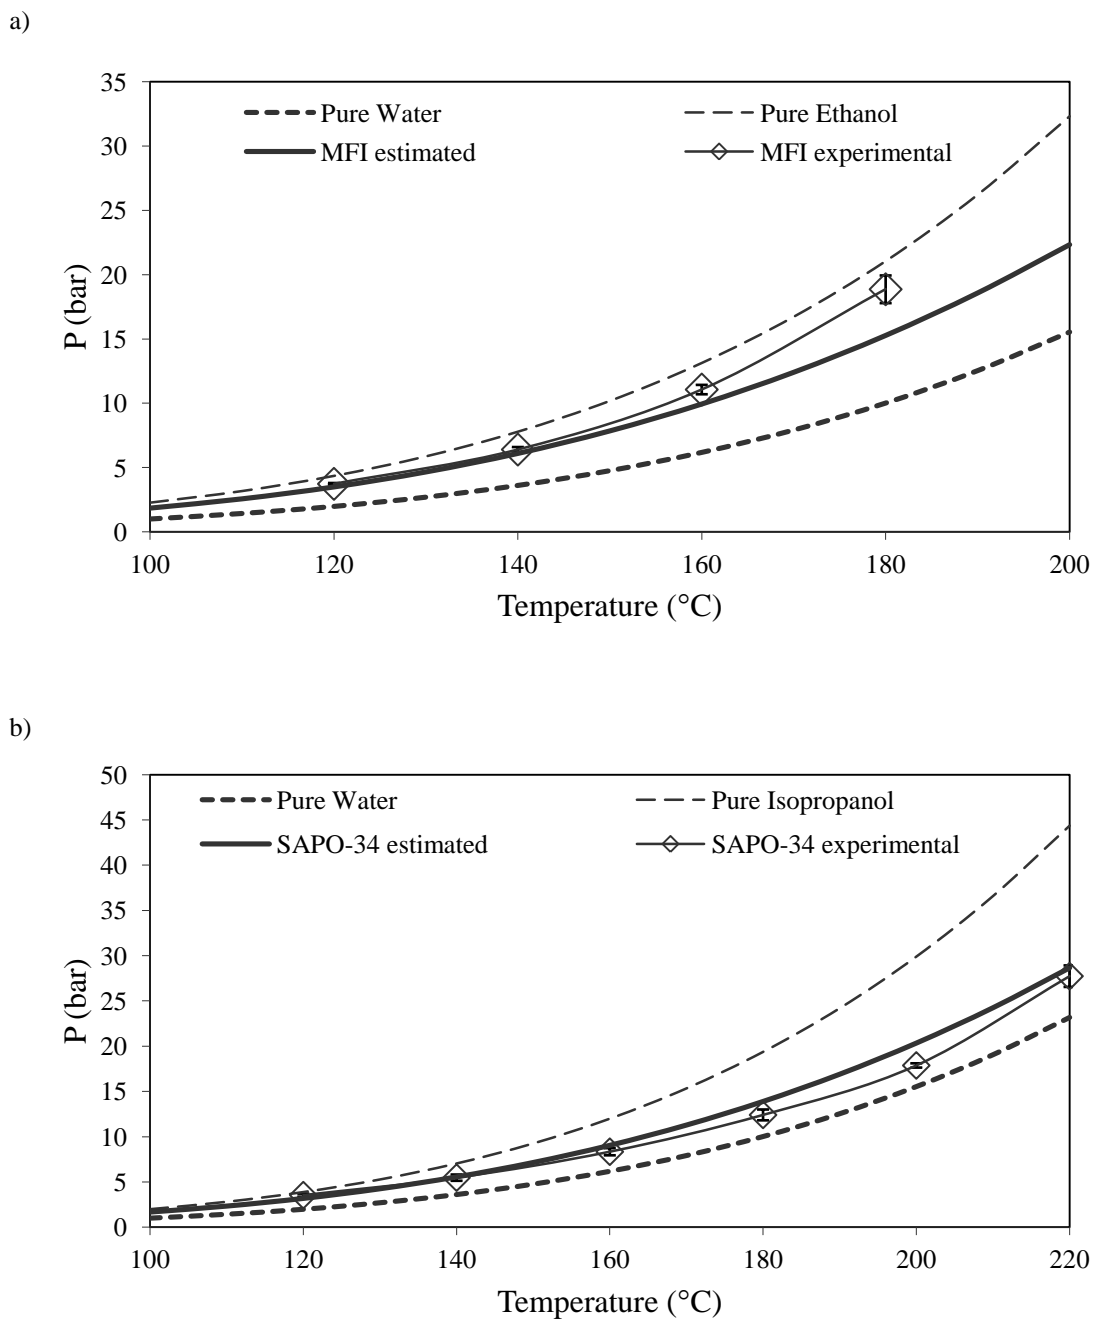 a)
35
30
25
20
15
10
5
0
P (bar)
Pure Water
Pure Ethanol
MFI estimated
MFI experimental
100 120 140 160 180 200
Temperature (°C)
b)
50
45
40
35
30
25
20
15
10
5
0
P (bar)
Pure Water
Pure Isopropanol
SAPO-34 estimated
SAPO-34 experimental
100 120 140 160 180 200 220
Temperature (°C)